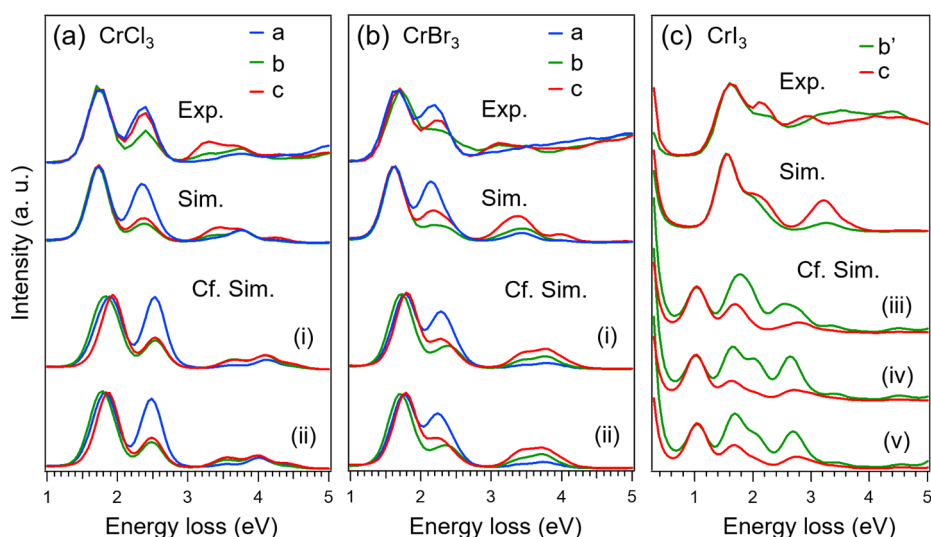 (a) CrCl3
a
b
c
Exp.
Sim.
Cf. Sim.
(i)
(ii)
1 2 3 4 5
Energy loss (eV)
(b) CrBr3
a
b
c
Exp.
Sim.
Cf. Sim.
(i)
(ii)
1 2 3 4 5
Energy loss (eV)
(c) CrI3
b’
c
Exp.
Sim.
Cf. Sim.
(iii)
(iv)
(v)
1 2 3 4 5
Energy loss (eV)
Intensity (a. u.)